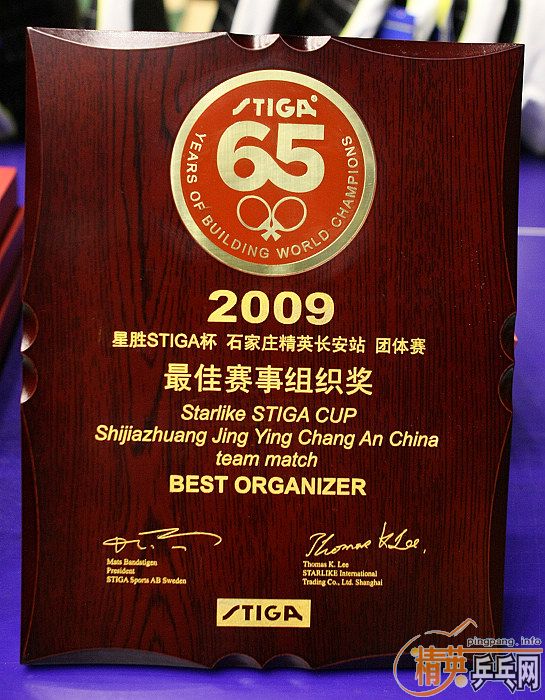 STIGA®
65
YEARS OF BUILDING WORLD CHAMPIONS
2009
星胜STIGA杯 石家庄精英长安站 团体赛
最佳赛事组织奖
Starlike STIGA CUP
Shijiazhuang Jing Ying Chang An China
team match
BEST ORGANIZER
Thomas K Lee.
Mats Bandstigen
President
STIGA Sports AB Sweden
Thomas K. Lee
STARLIKE International
Trading Co., Ltd. Shanghai
STIGA
pingpang.info
精英乒乓网